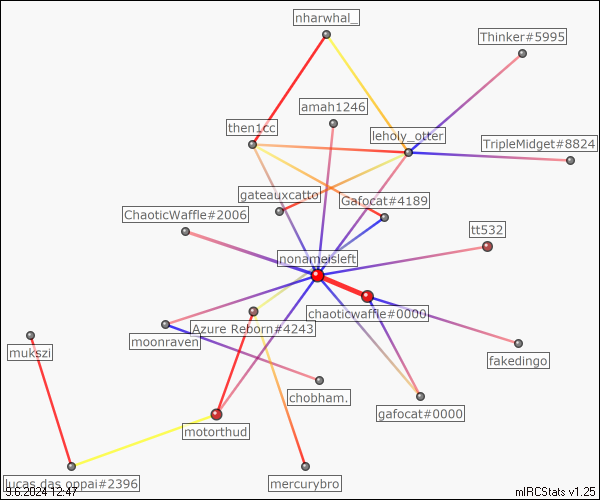 nharwhal_
Thinker#5995
amah1246
then1cc
leholy_otter
TripleMidget#8824
gateauxcatto
Gafocat#4189
ChaoticWaffle#2006
tt532
nonameisleft
chaoticwaffle#0000
Azure Reborn#4243
moonraven
mukszi
fakedingo
chobham.
gafocat#0000
motorthud
lucas das oppai#2396
mercurybro
9.6.2024 12:47
mIRCStats v1.25